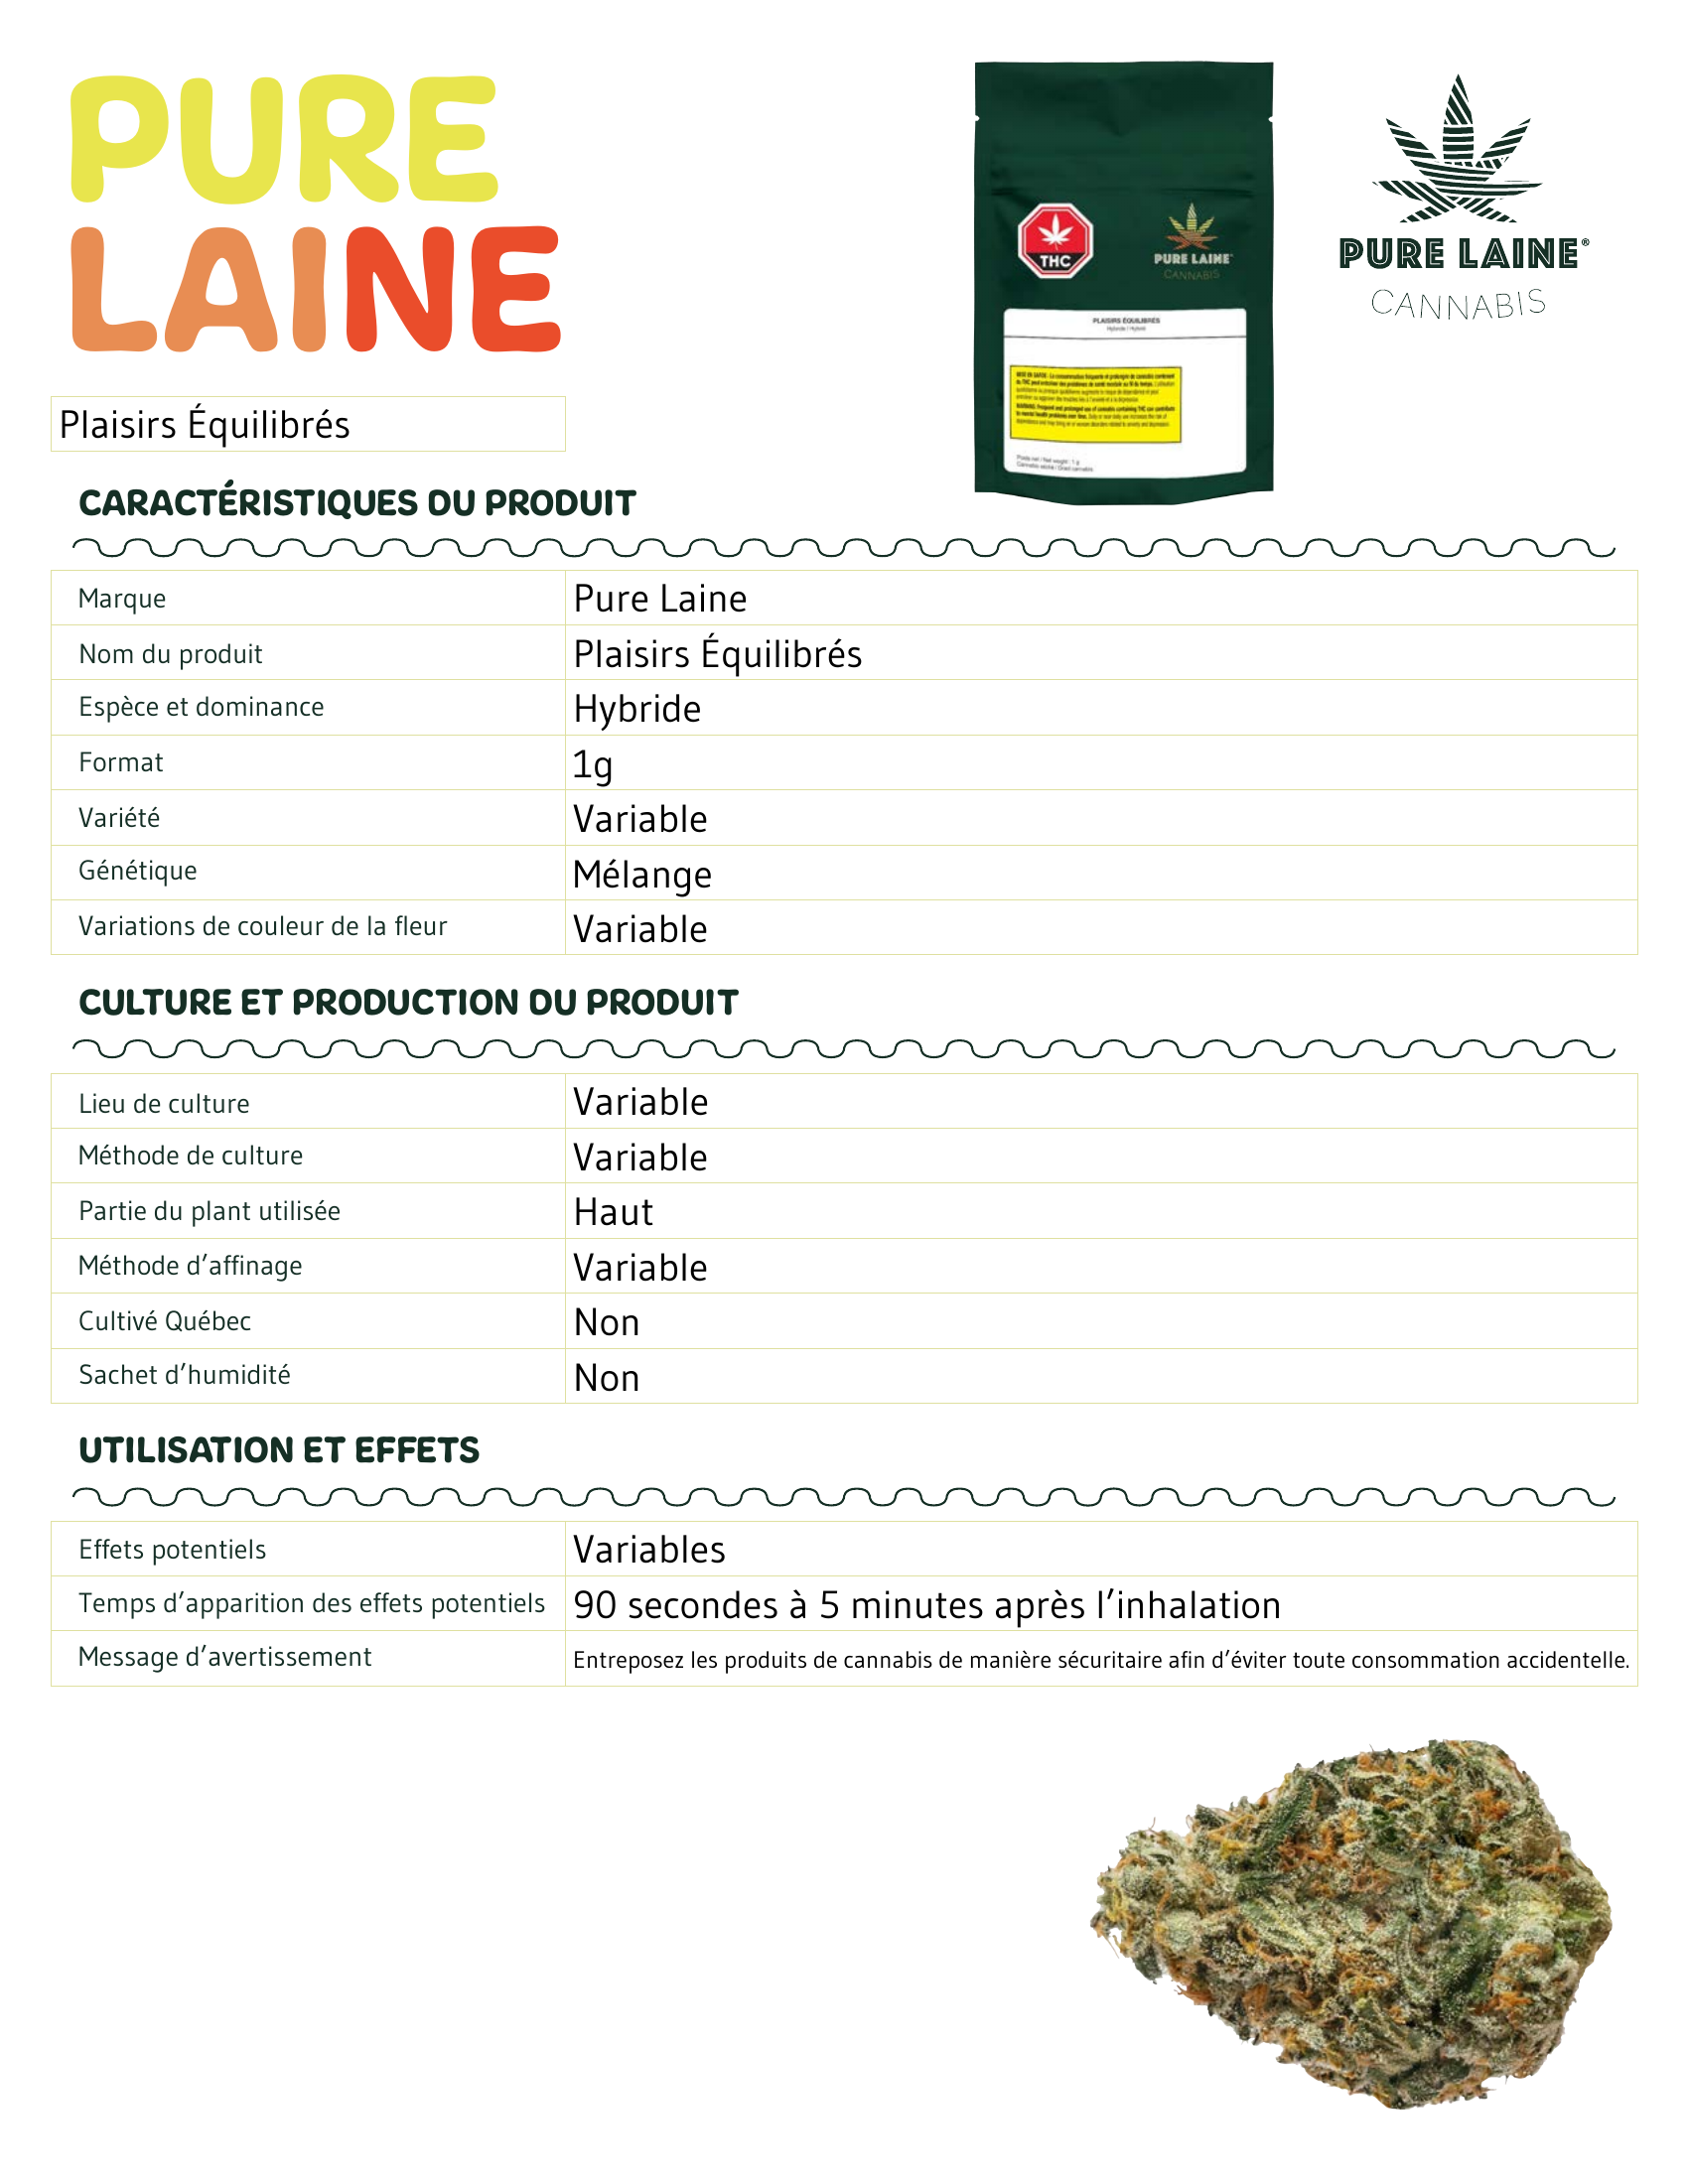 PURE
LAINE
THC
PURE LAINE
CANNABIS
PURE LAINE®
CANNABIS
PLAISIRS ÉQUILIBRÉS
Hybride / Hybrid
Plaisirs Équilibrés
CARACTÉRISTIQUES DU PRODUIT
Marque Pure Laine
Nom du produit Plaisirs Équilibrés
Espèce et dominance Hybride
Format 1g
Variété Variable
Génétique Mélange
Variations de couleur de la fleur Variable
CULTURE ET PRODUCTION DU PRODUIT
Lieu de culture Variable
Méthode de culture Variable
Partie du plant utilisée Haut
Méthode d’affinage Variable
Cultivé Québec Non
Sachet d’humidité Non
UTILISATION ET EFFETS
Effets potentiels Variables
Temps d’apparition des effets potentiels 90 secondes à 5 minutes après l’inhalation
Message d’avertissement Entreposez les produits de cannabis de manière sécuritaire afin d’éviter toute consommation accidentelle.